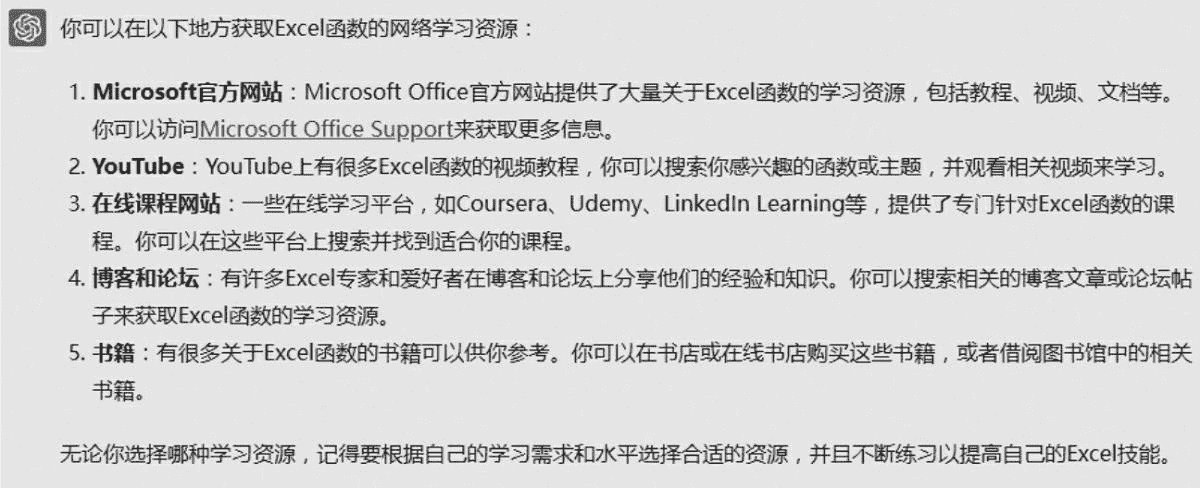 你可以在以下地方获取Excel函数的网络学习资源：
1. Microsoft官方网站：Microsoft Office官方网站提供了大量关于Excel函数的学习资源，包括教程、视频、文档等。
你可以访问Microsoft Office Support来获取更多信息。
2. YouTube：YouTube上有很多Excel函数的视频教程，你可以搜索你感兴趣的函数或主题，并观看相关视频来学习。
3. 在线课程网站：一些在线学习平台，如Coursera、Udemy、LinkedIn Learning等，提供了专门针对Excel函数的课
程。你可以在这些平台上搜索并找到适合你的课程。
4. 博客和论坛：有许多Excel专家和爱好者在博客和论坛上分享他们的经验和知识。你可以搜索相关的博客文章或论坛帖
子来获取Excel函数的学习资源。
5. 书籍：有很多关于Excel函数的书籍可以供你参考。你可以在书店或在线书店购买这些书籍，或者借阅图书馆中的相关
书籍。
无论你选择哪种学习资源，记得要根据自己的学习需求和水平选择合适的资源，并且不断练习以提高自己的Excel技能。